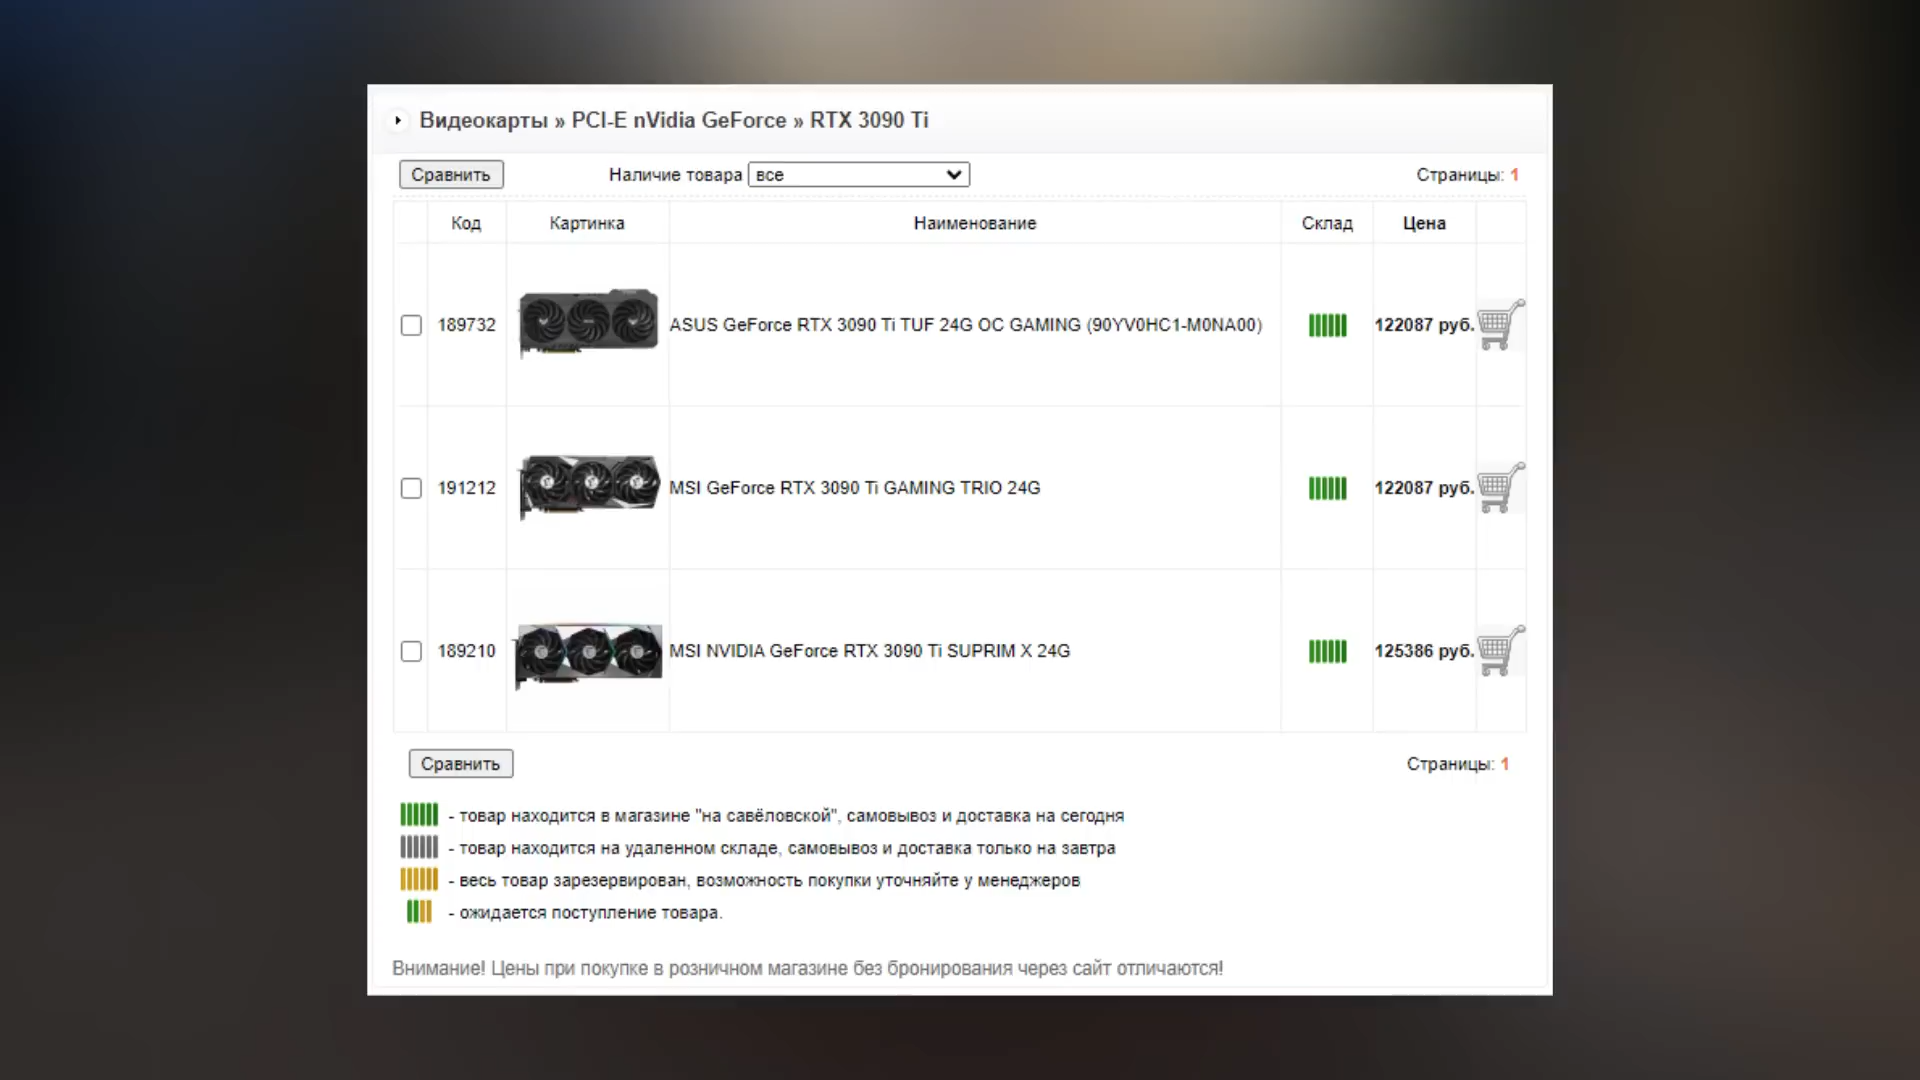 Видеокарты » PCI-E nVidia GeForce » RTX 3090 Ti
Сравнить Наличие товара все Страницы: 1
Код Картинка Наименование Склад Цена
189732 ASUS GeForce RTX 3090 Ti TUF 24G OC GAMING (90YV0HC1-M0NA00) 122087 руб.
191212 MSI GeForce RTX 3090 Ti GAMING TRIO 24G 122087 руб.
189210 MSI NVIDIA GeForce RTX 3090 Ti SUPRIM X 24G 125386 руб.
Сравнить Страницы: 1
- товар находится в магазине "на савёловской", самовывоз и доставка на сегодня
- товар находится на удаленном складе, самовывоз и доставка только на завтра
- весь товар зарезервирован, возможность покупки уточняйте у менеджеров
- ожидается поступление товара.
Внимание! Цены при покупке в розничном магазине без бронирования через сайт отличаются!